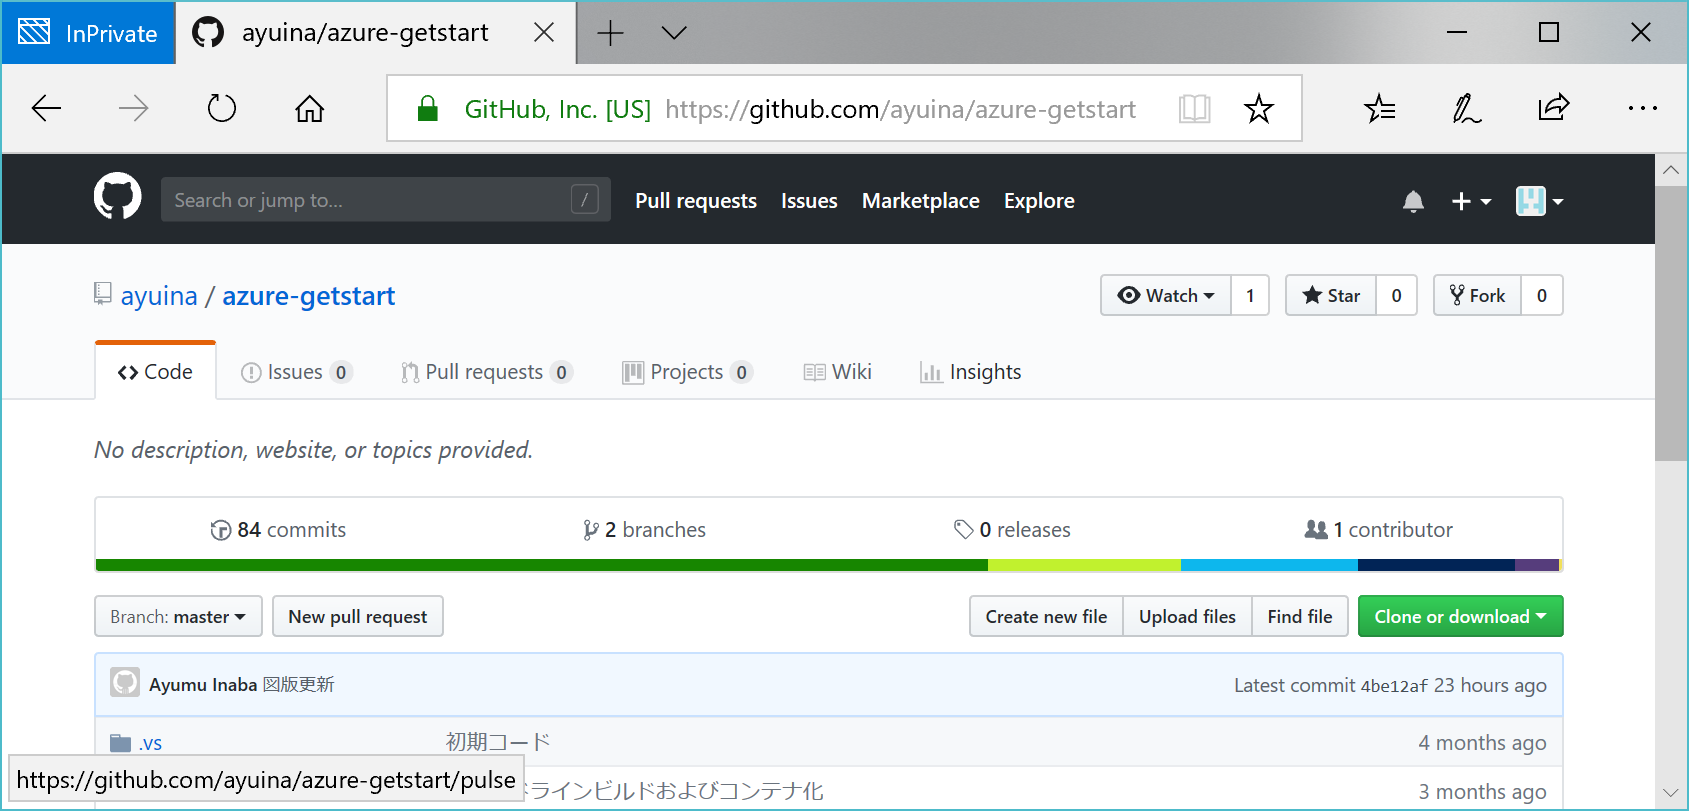 InPrivate ayuina/azure-getstart
GitHub, Inc. [US] https://github.com/ayuina/azure-getstart
Search or jump to... / Pull requests Issues Marketplace Explore
ayuina / azure-getstart Watch 1 Star 0 Fork 0
Code Issues 0 Pull requests 0 Projects 0 Wiki Insights
No description, website, or topics provided.
84 commits 2 branches 0 releases 1 contributor
Branch: master New pull request Create new file Upload files Find file Clone or download
Ayumu Inaba 図版更新 Latest commit 4be12af 23 hours ago
.vs 初期コード 4 months ago
https://github.com/ayuina/azure-getstart/pulse
ドラインビルドおよびコンテナ化 3 months ago